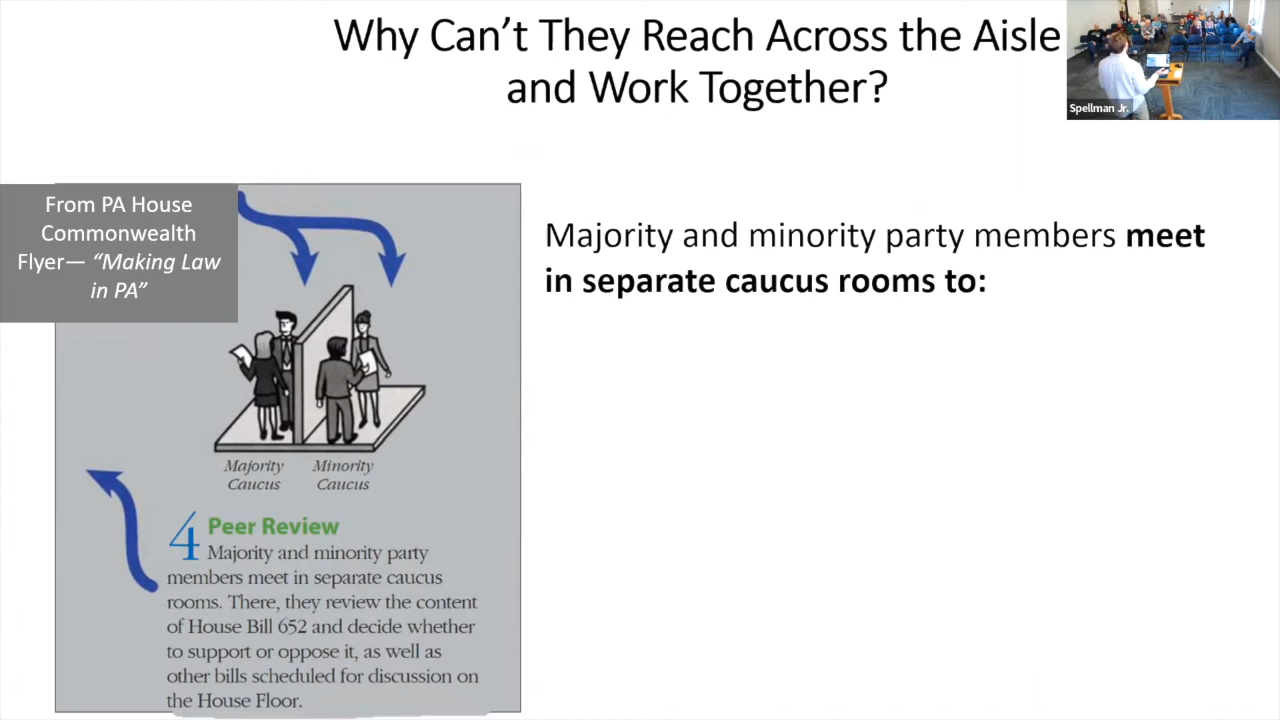 Why Can't They Reach Across the Aisle
and Work Together?
Spellman Jr.
From PA House
Commonwealth
Flyer— “Making Law
in PA”
Majority and minority party members meet
in separate caucus rooms to:
Majority
Caucus
Minority
Caucus
4 Peer Review
Majority and minority party
members meet in separate caucus
rooms. There, they review the content
of House Bill 652 and decide whether
to support or oppose it, as well as
other bills scheduled for discussion on
the House Floor.